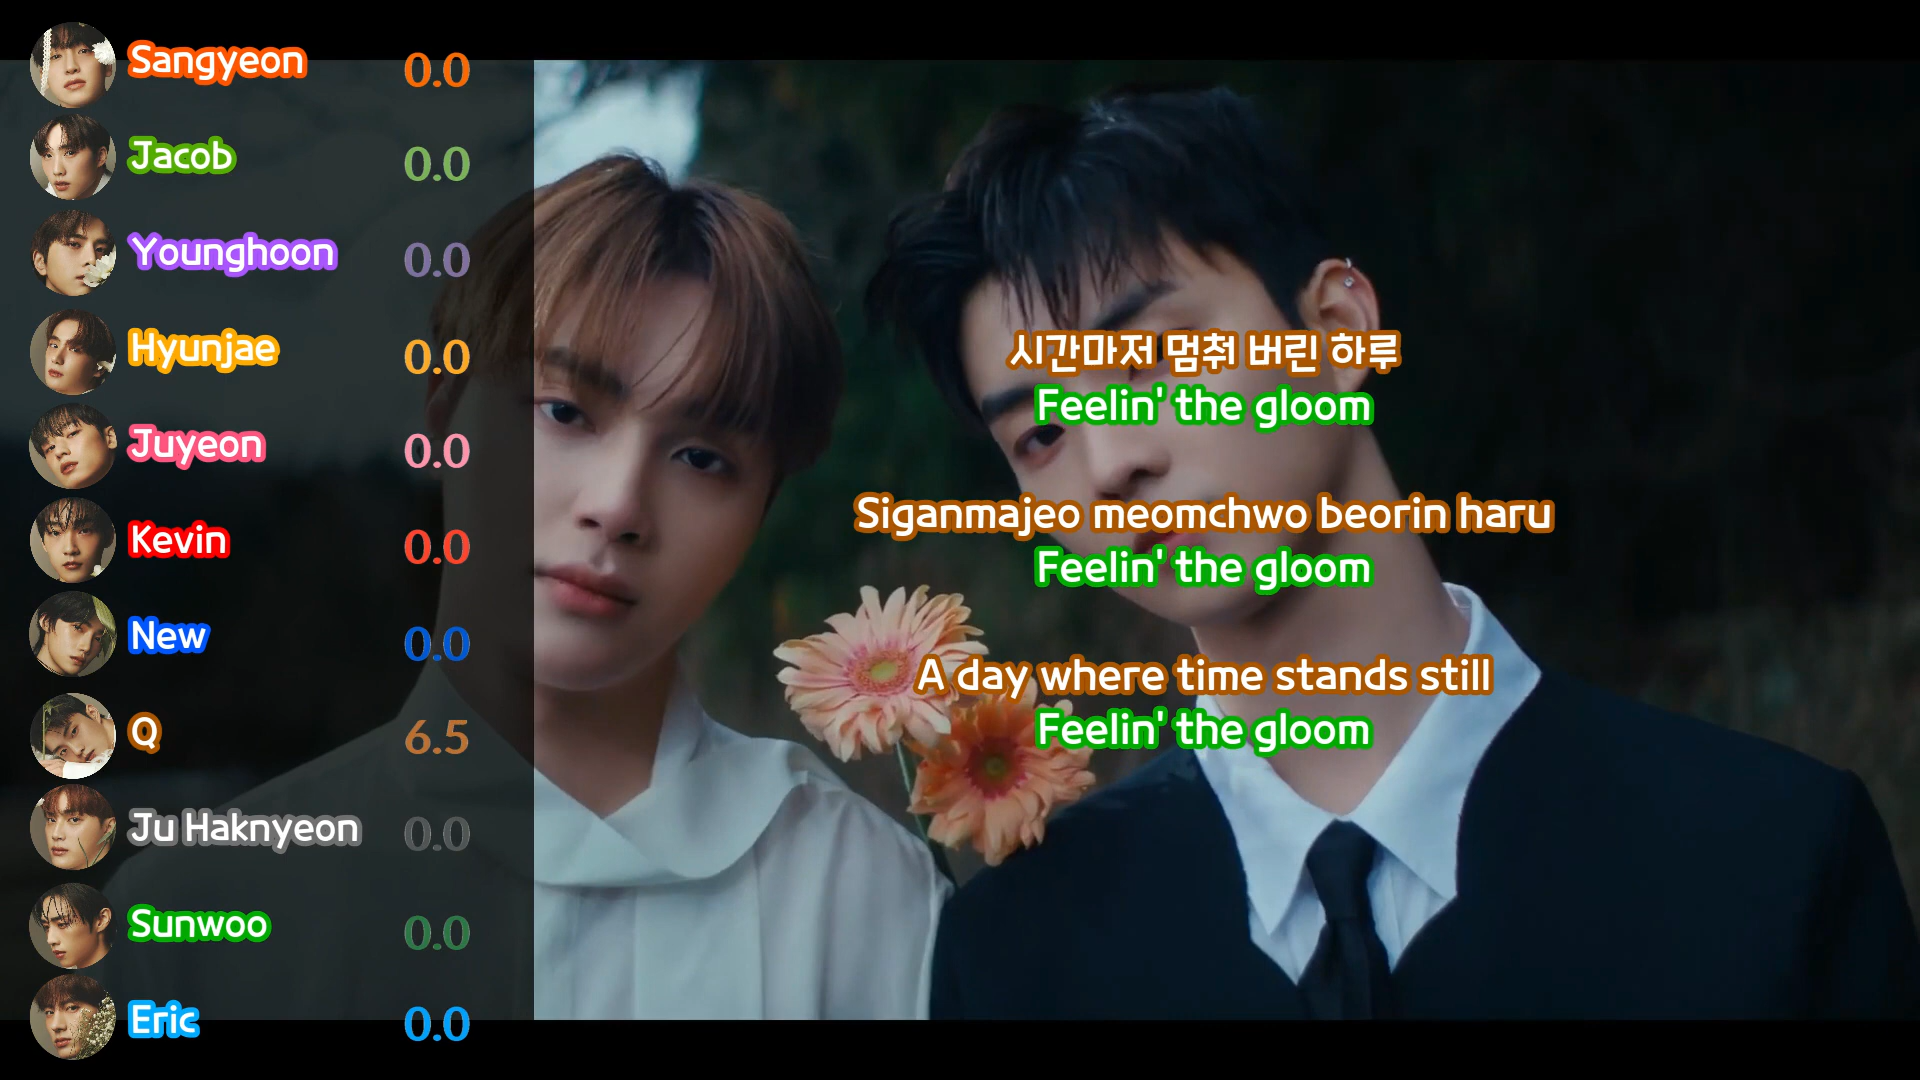 Sangyeon 0.0
Jacob 0.0
Younghoon 0.0
Hyunjae 0.0
Juyeon 0.0
Kevin 0.0
New 0.0
Q 6.5
Ju Haknyeon 0.0
Sunwoo 0.0
Eric 0.0
시간마저 멈춰 버린 하루
Feelin' the gloom
Siganmajeo meomchwo beorin haru
Feelin' the gloom
A day where time stands still
Feelin' the gloom